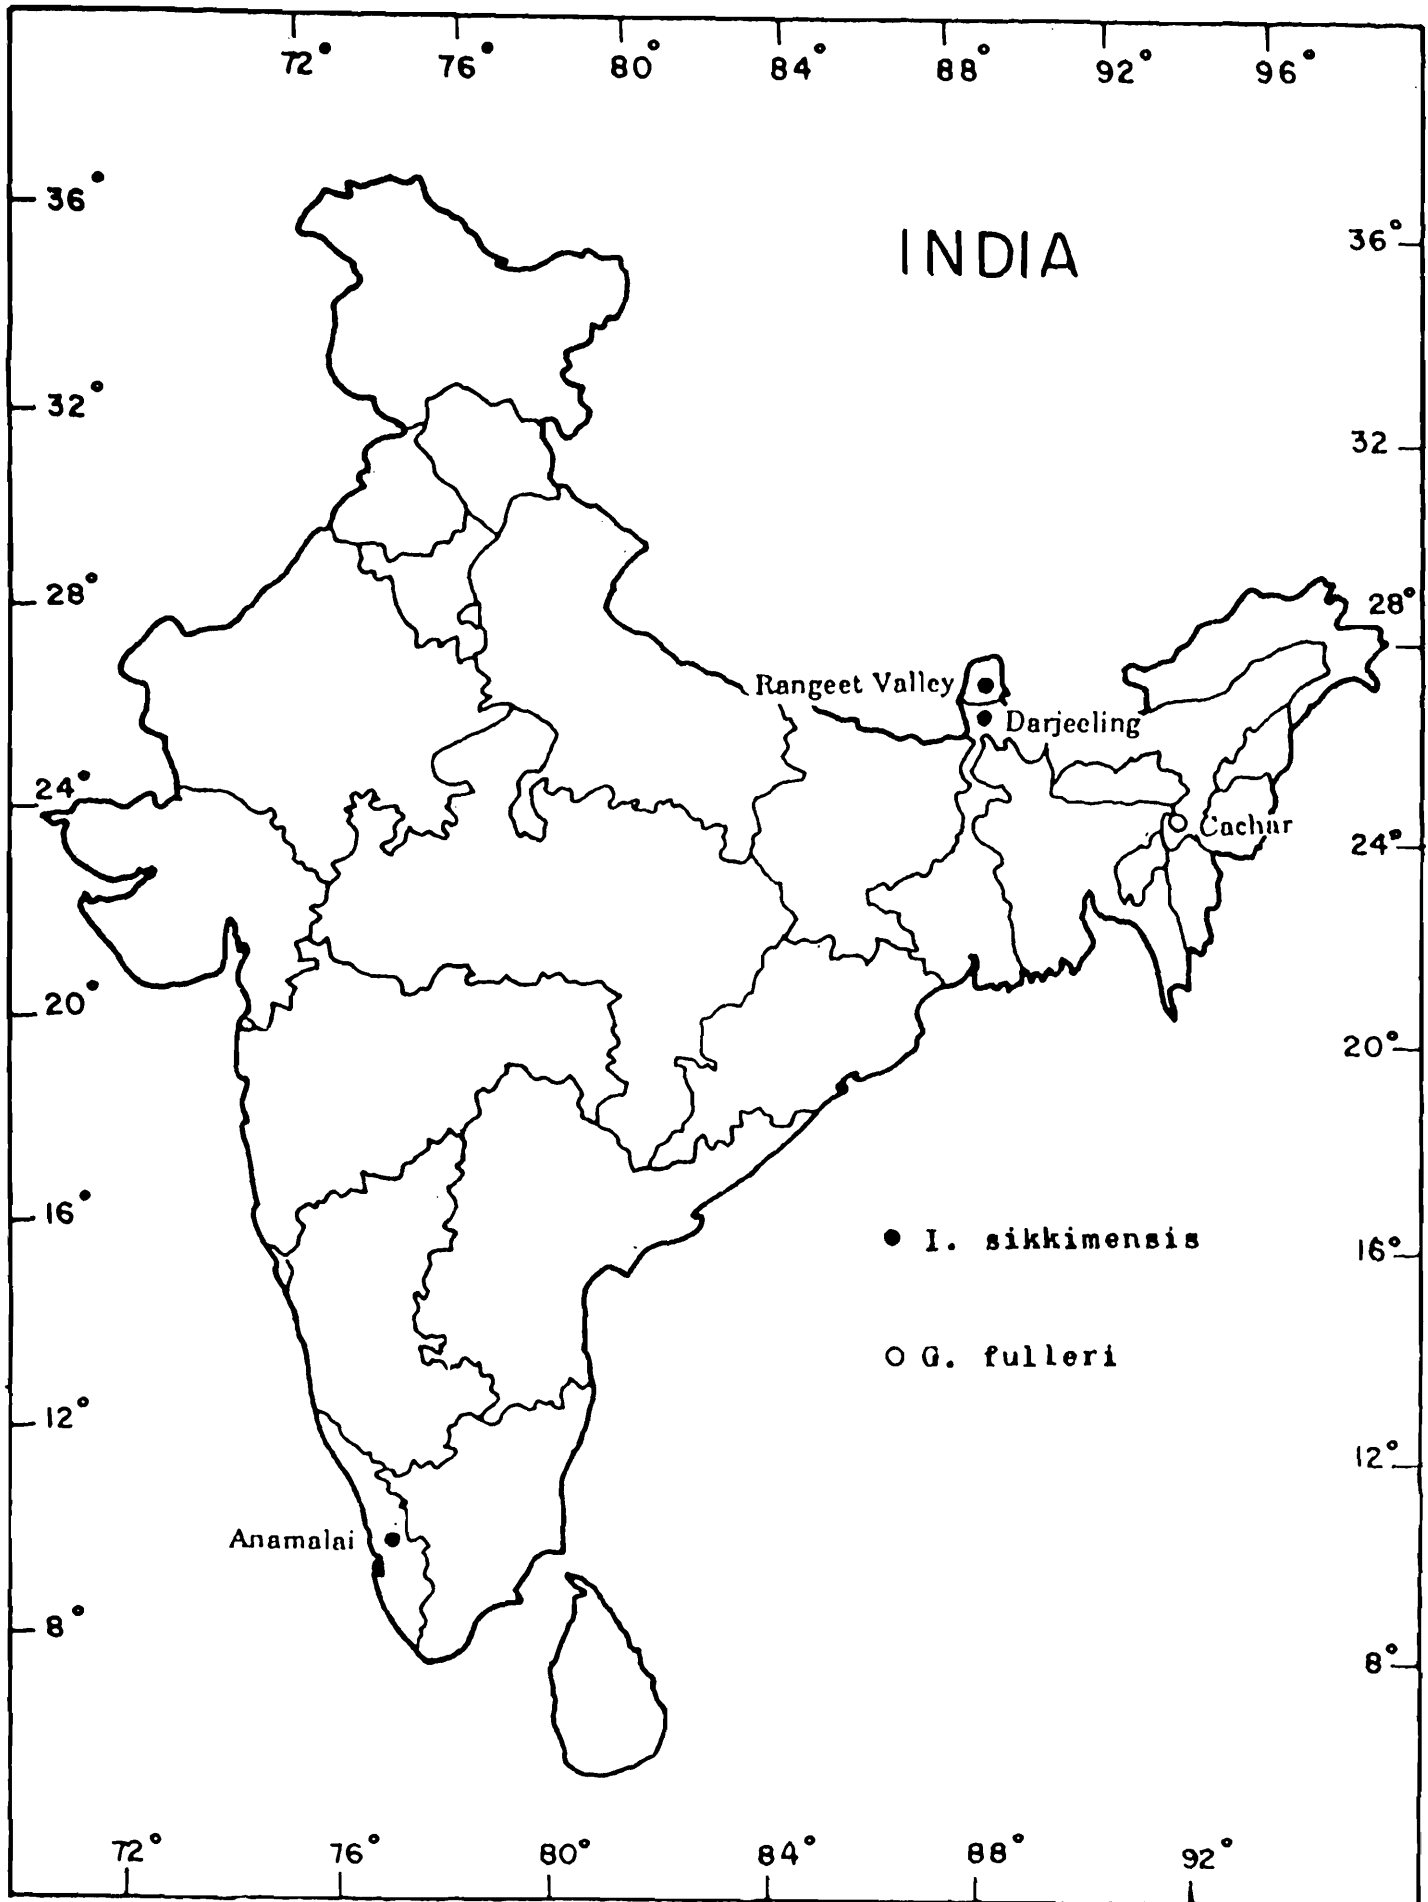 72° 76° 80° 84° 88° 92° 96°
36°
INDIA
36°
32°
32
28°
28°
Rangeet Valley
Darjeeling
24°
Cachar
24°
20°
20°
16°
● I. sikkimensis
16°
○ G. fulleri
12°
12°
Anamalai
8°
8°
72° 76° 80° 84° 88° 92°